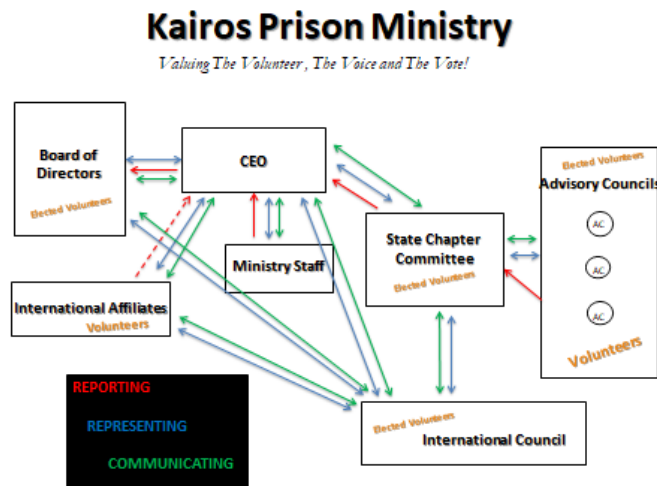 Kairos Prison Ministry
Valuing The Volunteer , The Voice and The Vote!
Board of
Directors
Elected Volunteers
CEO
Elected Volunteers
Advisory Councils
AC
AC
AC
Volunteers
State Chapter
Committee
Elected Volunteers
Ministry Staff
International Affiliates
Volunteers
REPORTING
REPRESENTING
COMMUNICATING
Elected Volunteers
International Council